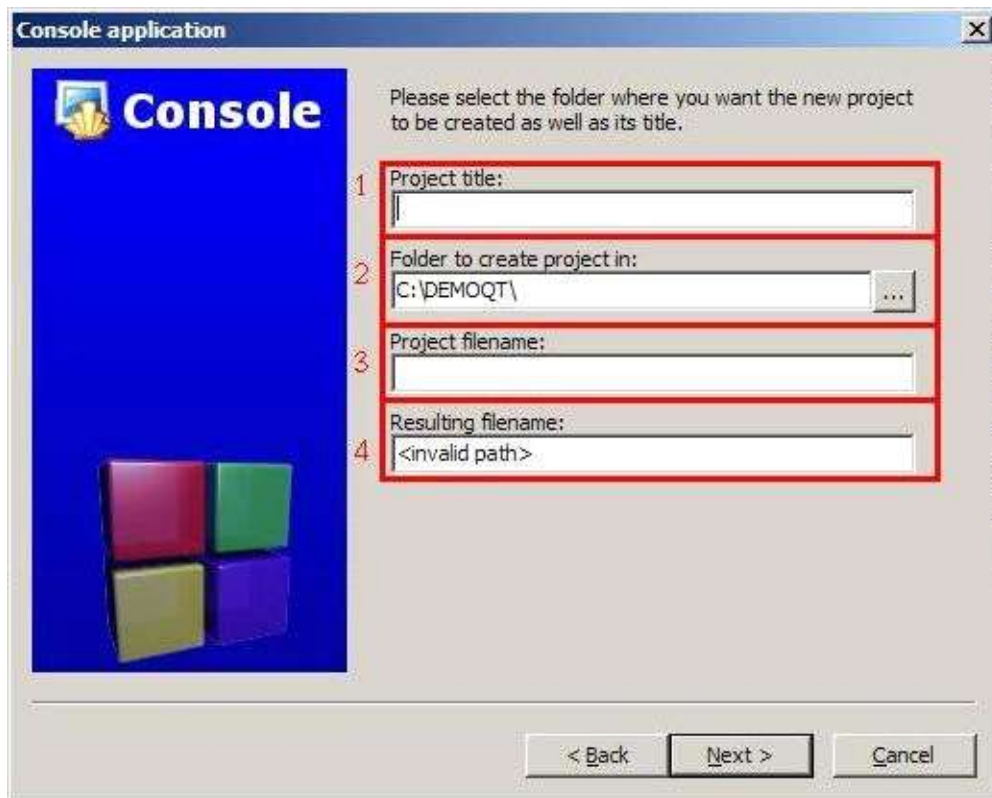 Console application
Console
Please select the folder where you want the new project
to be created as well as its title.
1
Project title:
2
Folder to create project in:
C:\DEMOQT\
...
3
Project filename:
4
Resulting filename:
<invalid path>
< Back
Next >
Cancel